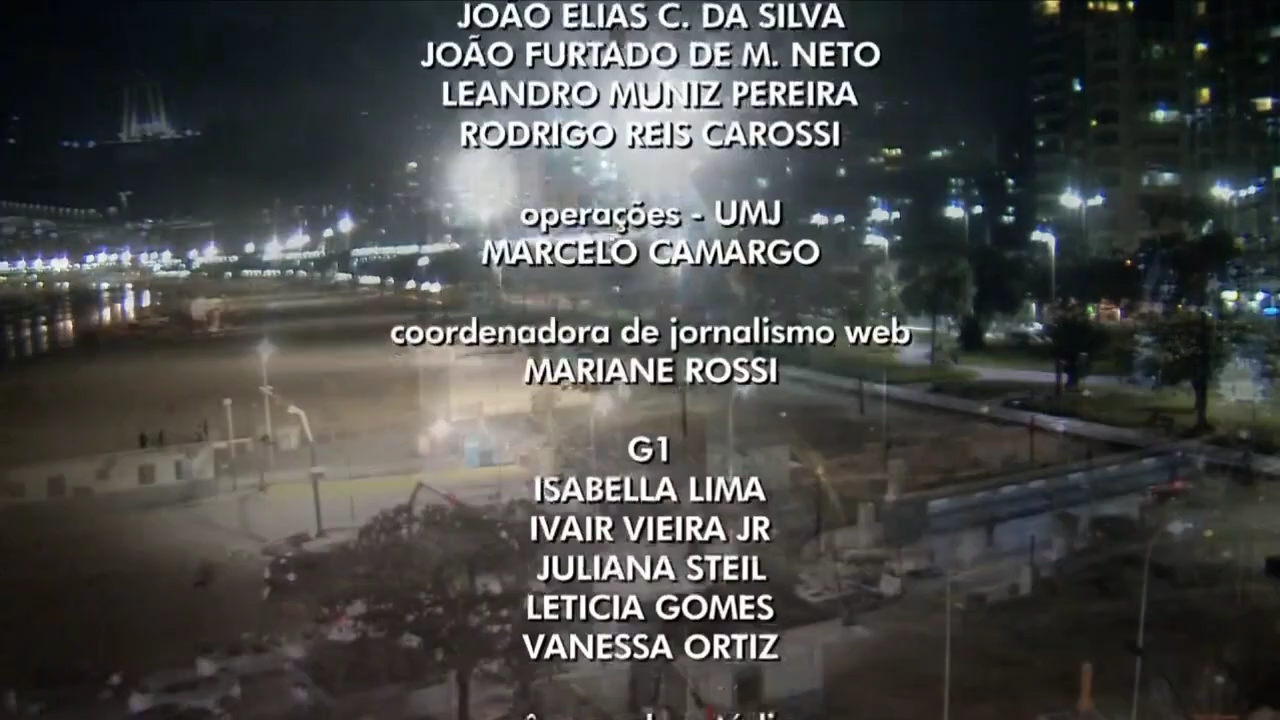 JOÃO ELIAS C. DA SILVA
JOÃO FURTADO DE M. NETO
LEANDRO MUNIZ PEREIRA
RODRIGO REIS CAROSSI
operações - UMJ
MARCELO CAMARGO
coordenadora de jornalismo web
MARIANE ROSSI
G1
ISABELLA LIMA
IVAIR VIEIRA JR
JULIANA STEIL
LETICIA GOMES
VANESSA ORTIZ